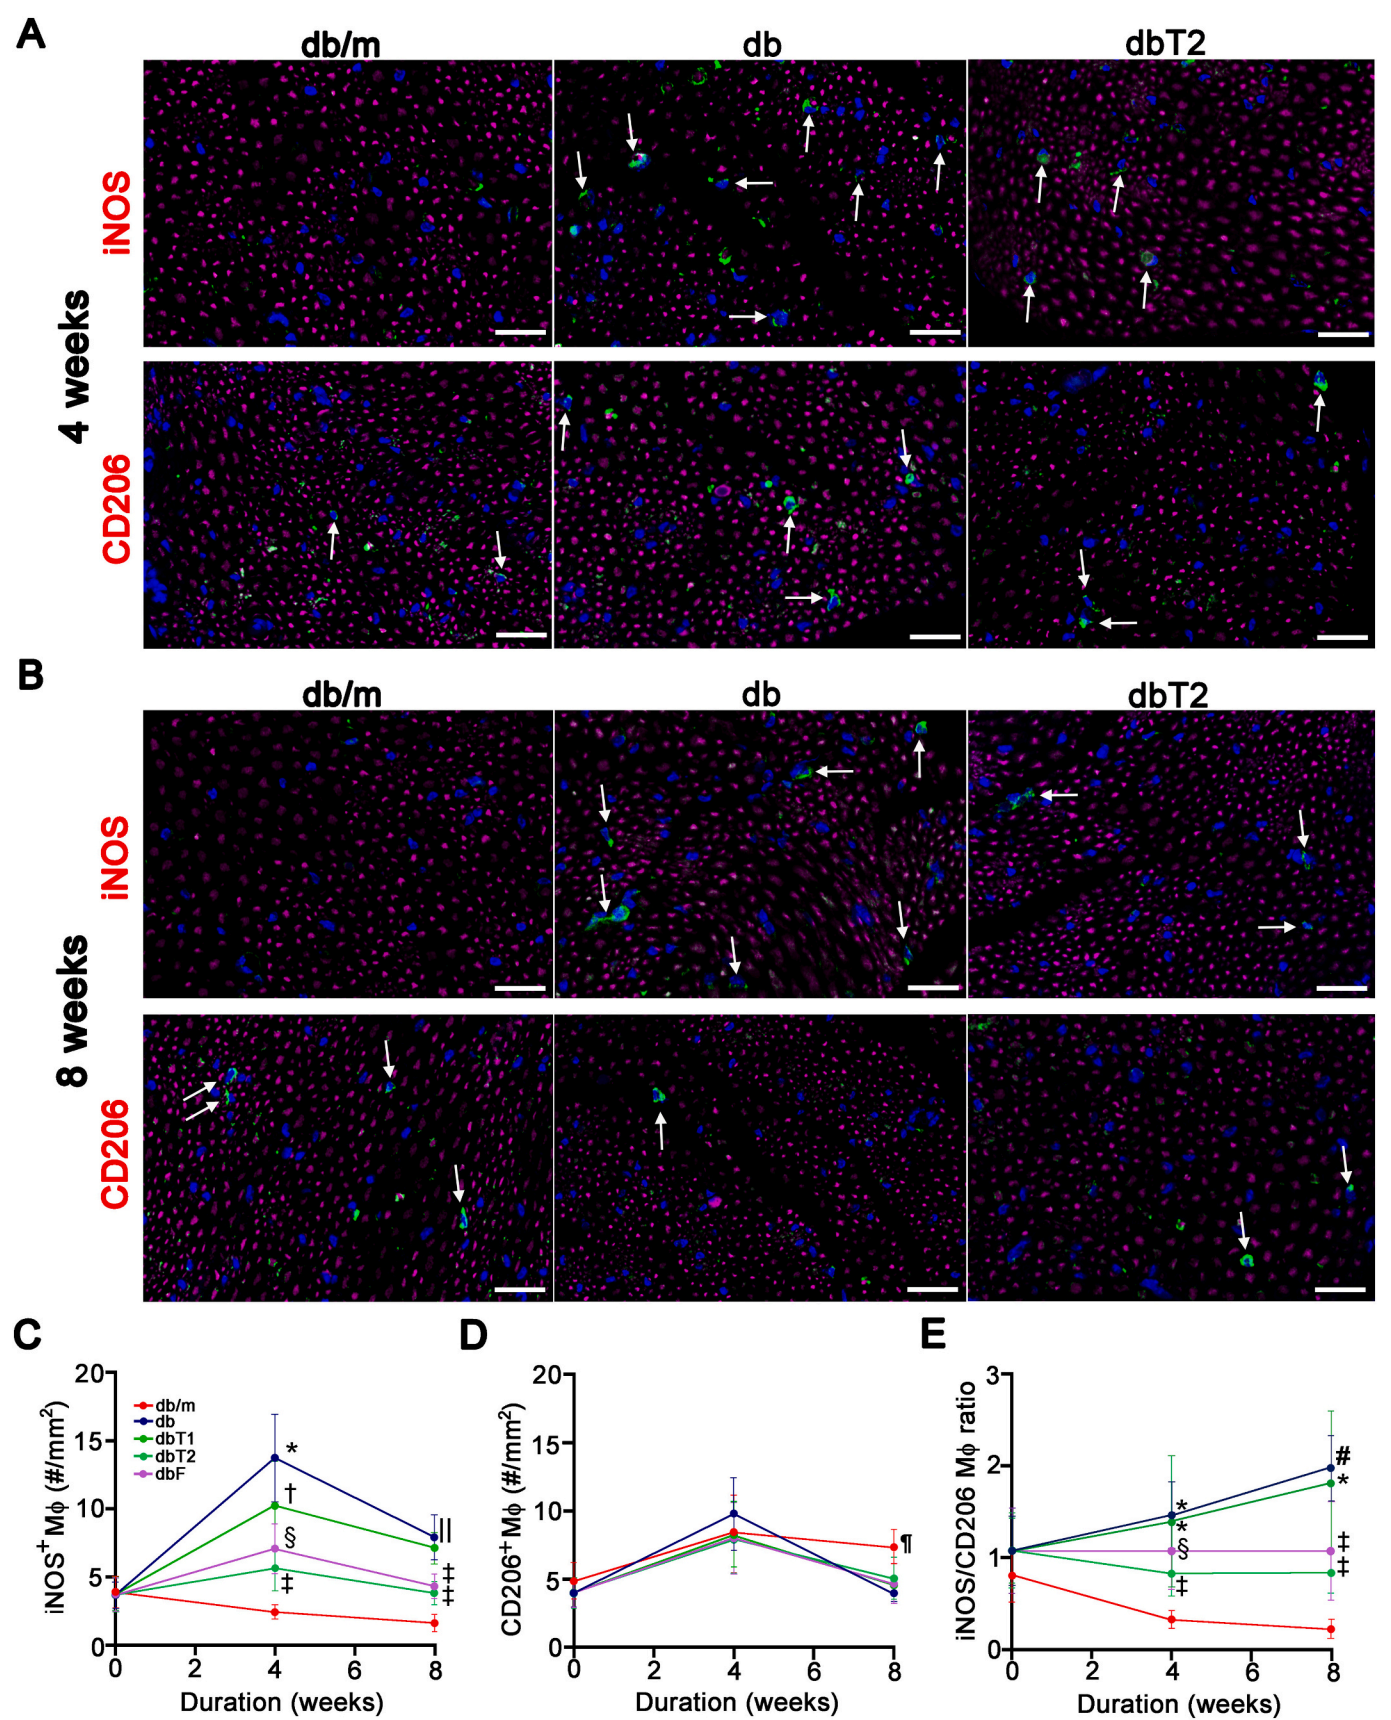 A
db/m db dbT2
4 weeks
iNOS
CD206
B
db/m db dbT2
8 weeks
iNOS
CD206
C
iNOS⁺Mϕ (#/mm²)
20
15
10
5
0
0 2 4 6 8
Duration (weeks)
db/m
db
dbT1
dbT2
dbF
*
†
§
‡
||
‡
‡
D
CD206⁺Mϕ (#/mm²)
20
15
10
5
0
0 2 4 6 8
Duration (weeks)
¶
E
iNOS/CD206 Mϕ ratio
3
2
1
0
0 2 4 6 8
Duration (weeks)
*
*
§
‡
#
*
‡
‡